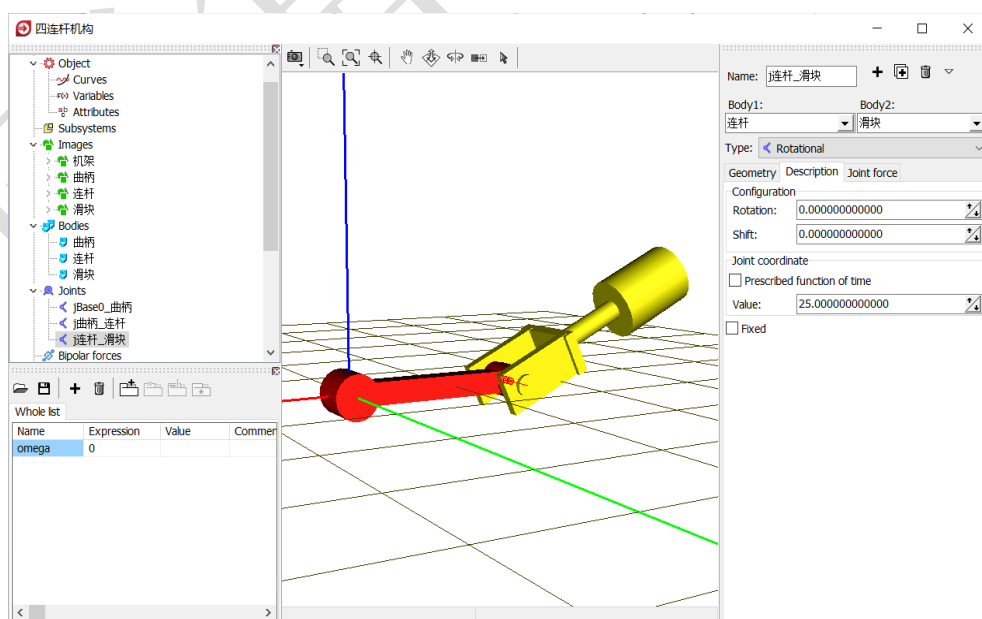 四连杆机构
Object
Curves
Variables
Attributes
Subsystems
Images
机架
曲柄
连杆
滑块
Bodies
曲柄
连杆
滑块
Joints
jBase0_曲柄
j曲柄_连杆
j连杆_滑块
Bipolar forces
Whole list
Name Expression Value Commen
omega 0
Name: j连杆_滑块
Body1: Body2:
连杆 滑块
Type: Rotational
Geometry Description Joint force
Configuration
Rotation: 0.000000000000
Shift: 0.000000000000
Joint coordinate
Prescribed function of time
Value: 25.000000000000
Fixed